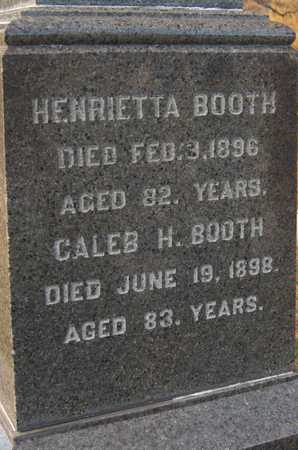 HENRIETTA BOOTH
DIED FEB. 3, 1896
AGED 82. YEARS.
CALEB H. BOOTH
DIED JUNE 19, 1898.
AGED 83. YEARS.